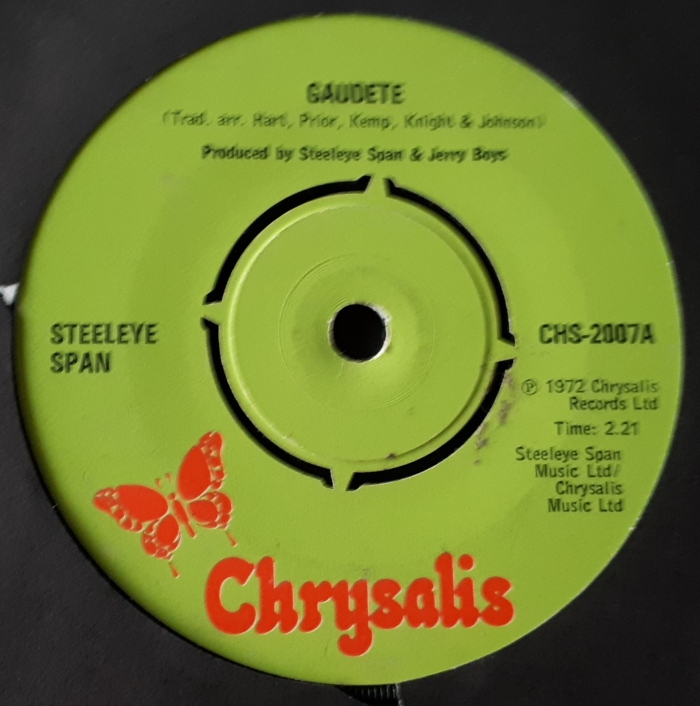 GAUDETE
(Trad. arr. Hart, Prior, Kemp, Knight & Johnson)
Produced by Steeleye Span & Jerry Boys
STEELEYE
SPAN
CHS-2007A
Ⓟ 1972 Chrysalis
Records Ltd
Time: 2.21
Steeleye Span
Music Ltd/
Chrysalis
Music Ltd
Chrysalis